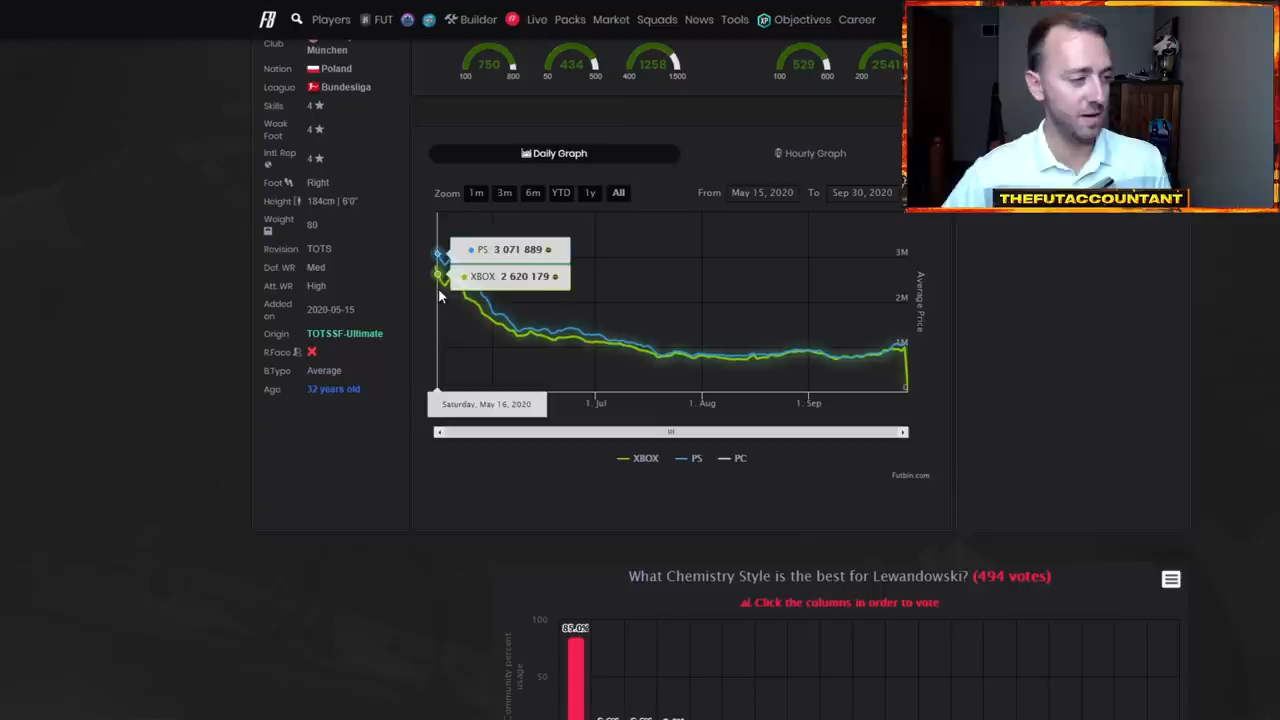 F8 Players FUT Builder Live Packs Market Squads News Tools XP Objectives Career
Club München
Nation Poland
League Bundesliga
Skills 4★
Weak Foot 4★
Intl. Rep 4★
Foot Right
Height 184cm | 6'0"
Weight 80
Revision TOTS
Def. WR Med
Att. WR High
Added on 2020-05-15
Origin TOTSSF-Ultimate
R.Face
B.Type Average
Age 32 years old
750 434 1258 529 2541
100 800 50 500 400 1500 100 600 200
Daily Graph Hourly Graph
Zoom 1m 3m 6m YTD 1y All From May 15, 2020 To Sep 30, 2020
PS 3 071 889
XBOX 2 620 179
3M
2M
1M
0
Average Price
Saturday, May 16, 2020
1. Jul 1. Aug 1. Sep
XBOX PS PC
Futbin.com
THEFUTACCOUNTANT
What Chemistry Style is the best for Lewandowski? (494 votes)
Click the columns in order to vote
100
50
Community percent usage